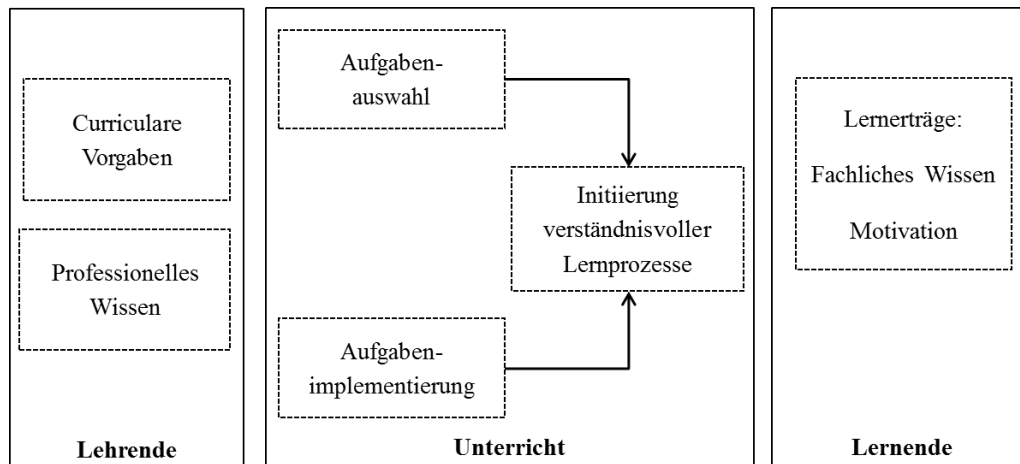 Curriculare
Vorgaben
Professionelles
Wissen
Lehrende
Aufgaben-
auswahl
Initiierung
verständnisvoller
Lernprozesse
Aufgaben-
implementierung
Unterricht
Lernerträge:
Fachliches Wissen
Motivation
Lernende